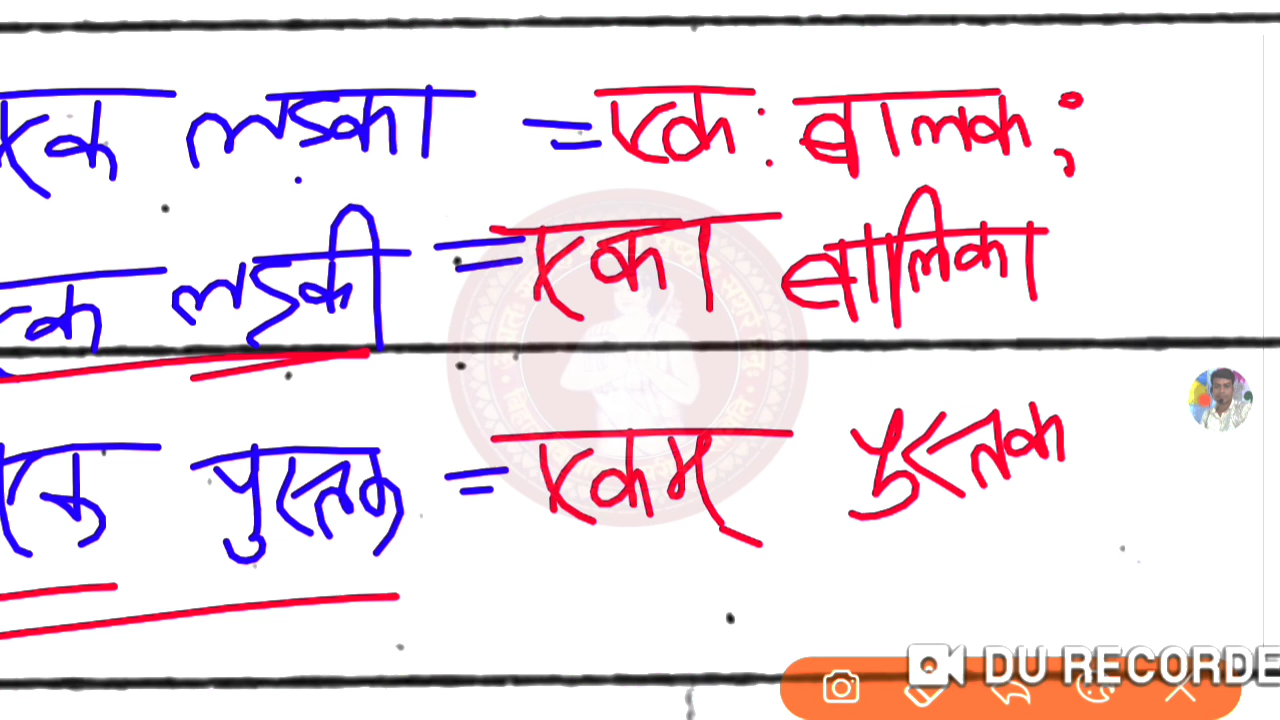 एक लड़का = एकः बालकः
एक लड़की = एका बालिका
एक पुस्तक = एकम् पुस्तक
DU RECORDE